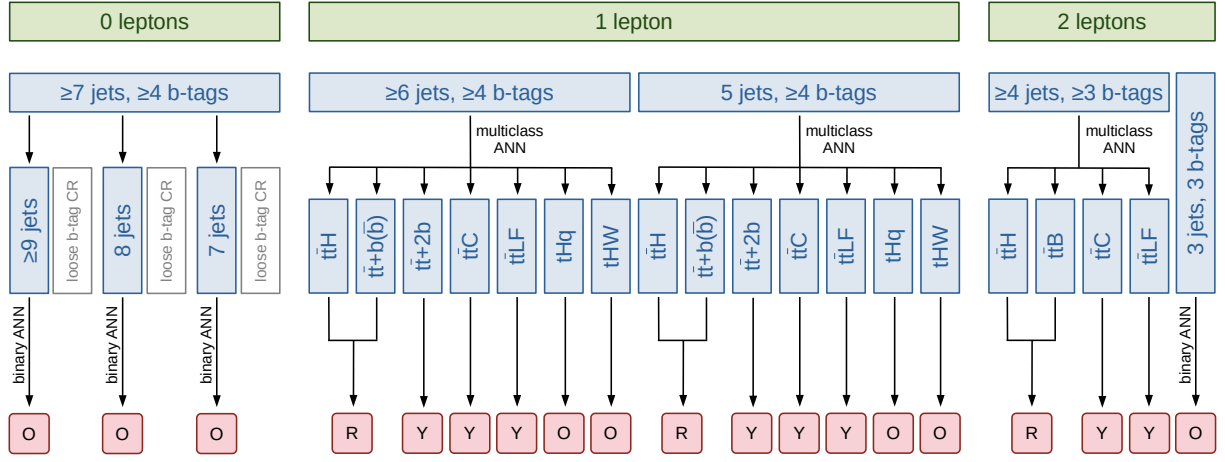 0 leptons
1 lepton
2 leptons
≥7 jets, ≥4 b-tags
≥6 jets, ≥4 b-tags
5 jets, ≥4 b-tags
≥4 jets, ≥3 b-tags
3 jets, 3 b-tags
multiclass
ANN
multiclass
ANN
multiclass
ANN
≥9 jets
loose b-tag CR
8 jets
loose b-tag CR
7 jets
loose b-tag CR
tt̄H
tt̄+b(b̄)
tt̄+2b
tt̄C
tt̄LF
tHq
tHW
tt̄H
tt̄+b(b̄)
tt̄+2b
tt̄C
tt̄LF
tHq
tHW
tt̄H
tt̄B
tt̄C
tt̄LF
binary ANN
binary ANN
binary ANN
binary ANN
O
O
O
R
Y
Y
Y
O
O
R
Y
Y
Y
O
O
R
Y
Y
O